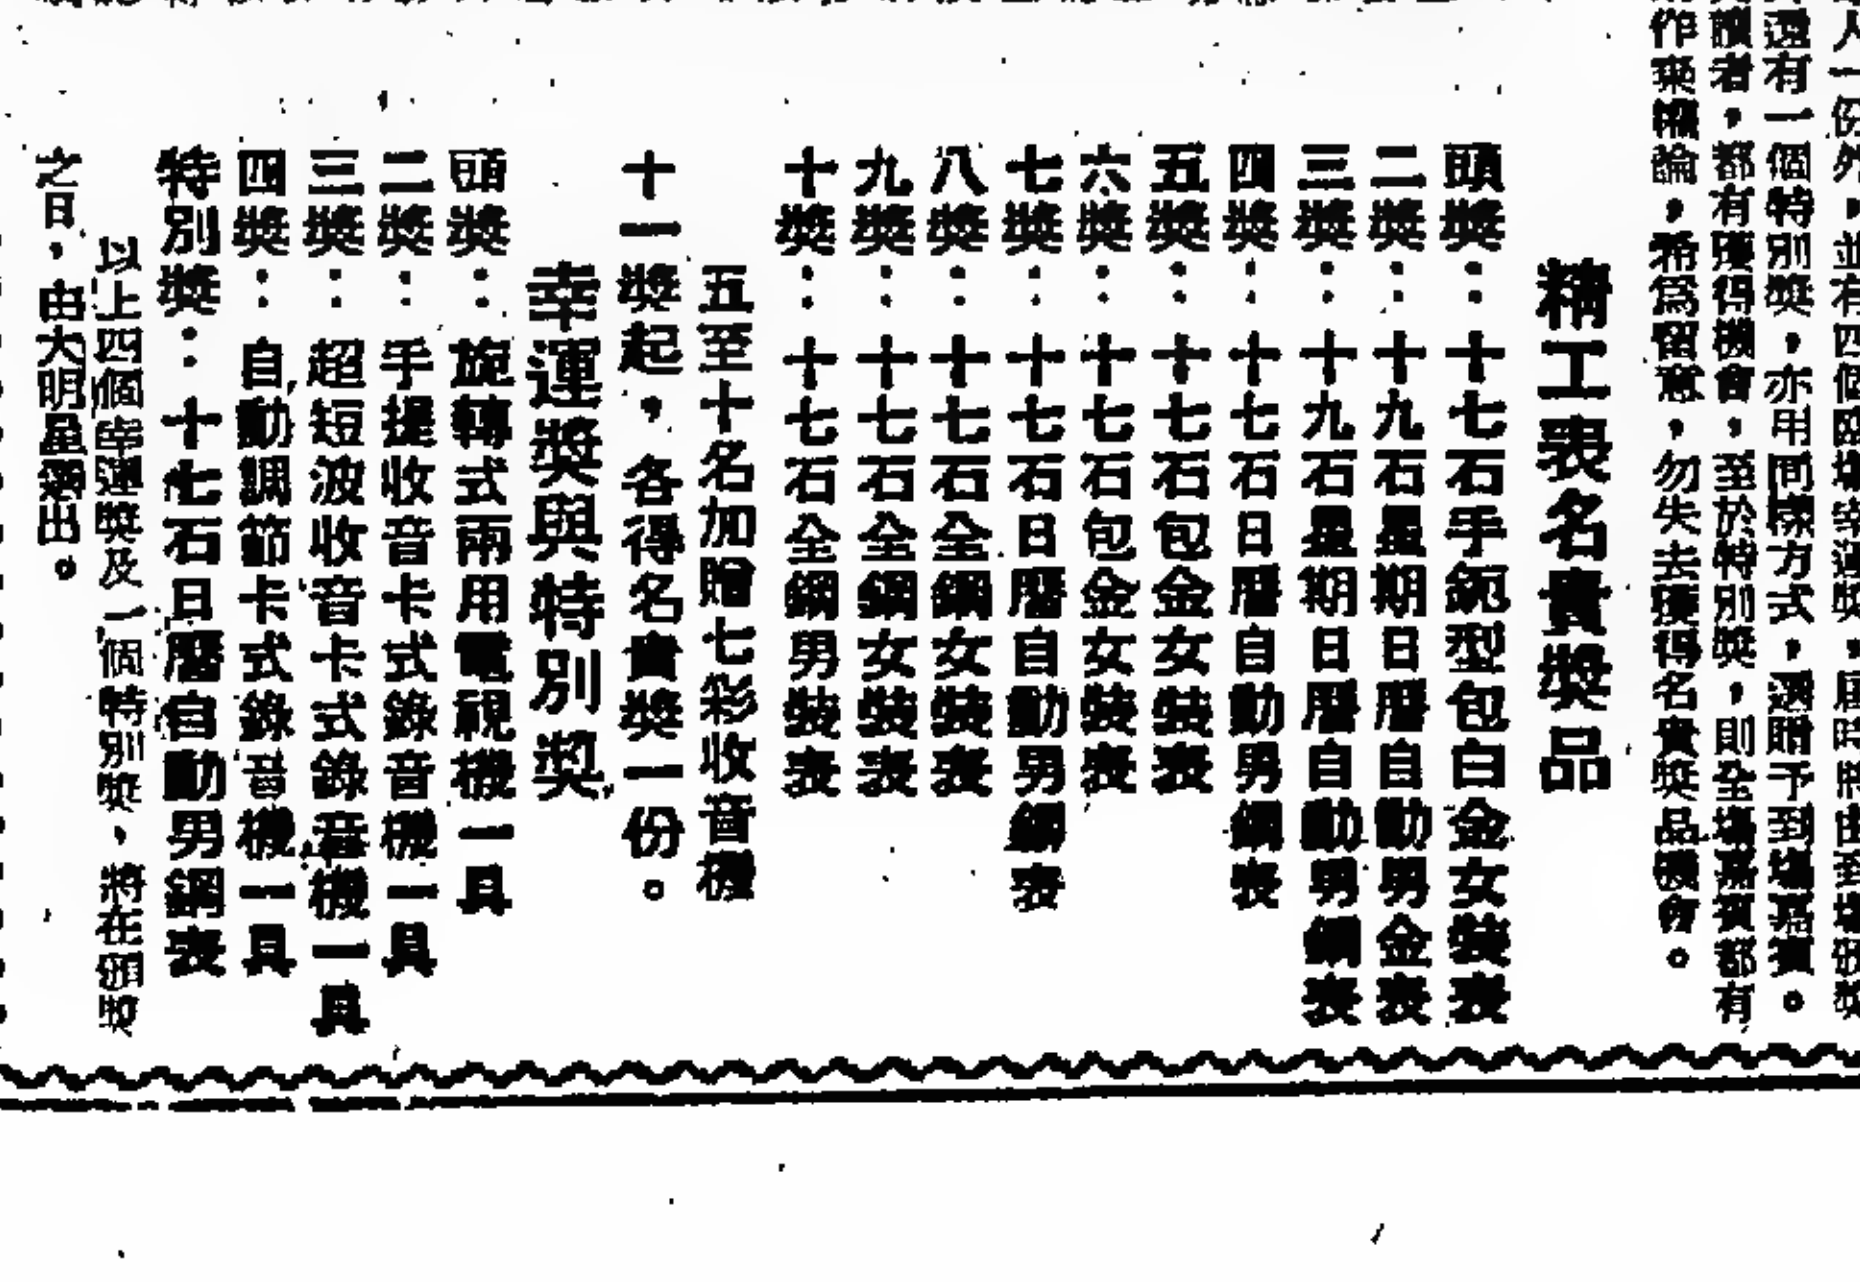 人一份外，並有四個臨場幸運獎，屆時將由到場頒獎
還有一個特別獎，亦用同樣方式，選贈予到場嘉賓。
讀者，都有獲得機會，至於特別獎，則全場嘉賓都有
作棄權論，希爲留意，勿失去獲得名貴獎品機會。
精工表名貴獎品
頭獎：十七石手鈪型包白金女裝表
二獎：十九石星期日曆自動男金表
三獎：十九石星期日曆自動男鋼表
四獎：十七石日曆自動男鋼表
五獎：十七石包金女裝表
六獎：十七石包金女裝表
七獎：十七石日曆自動男鋼表
八獎：十七石全鋼女裝表
九獎：十七石全鋼女裝表
十獎：十七石全鋼男裝表
五至十名加贈七彩收音機
十一獎起，各得名貴獎一份。
幸運獎與特別獎
頭獎：旋轉式兩用電視機一具
二獎：手提收音卡式錄音機一具
三獎：超短波收音卡式錄音機一具
四獎：自動調節卡式錄音機一具
特別獎：十七石日曆自動男鋼表
以上四個幸運獎及一個特別獎，將在頒獎
之日，由大明星選出。